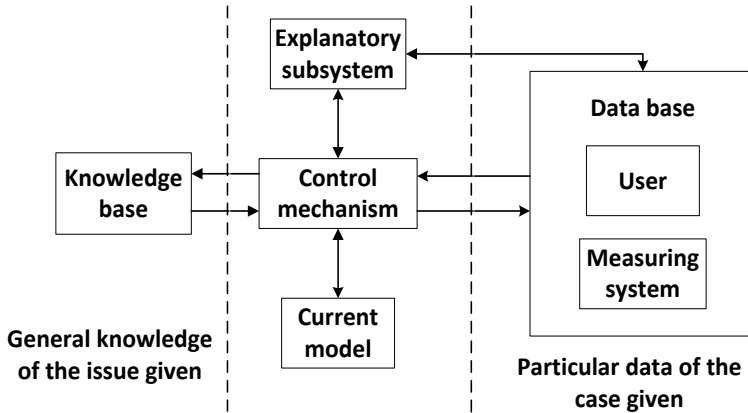 Explanatory
subsystem
Data base
User
Knowledge
base
Control
mechanism
Measuring
system
Current
model
General knowledge
of the issue given
Particular data of the
case given